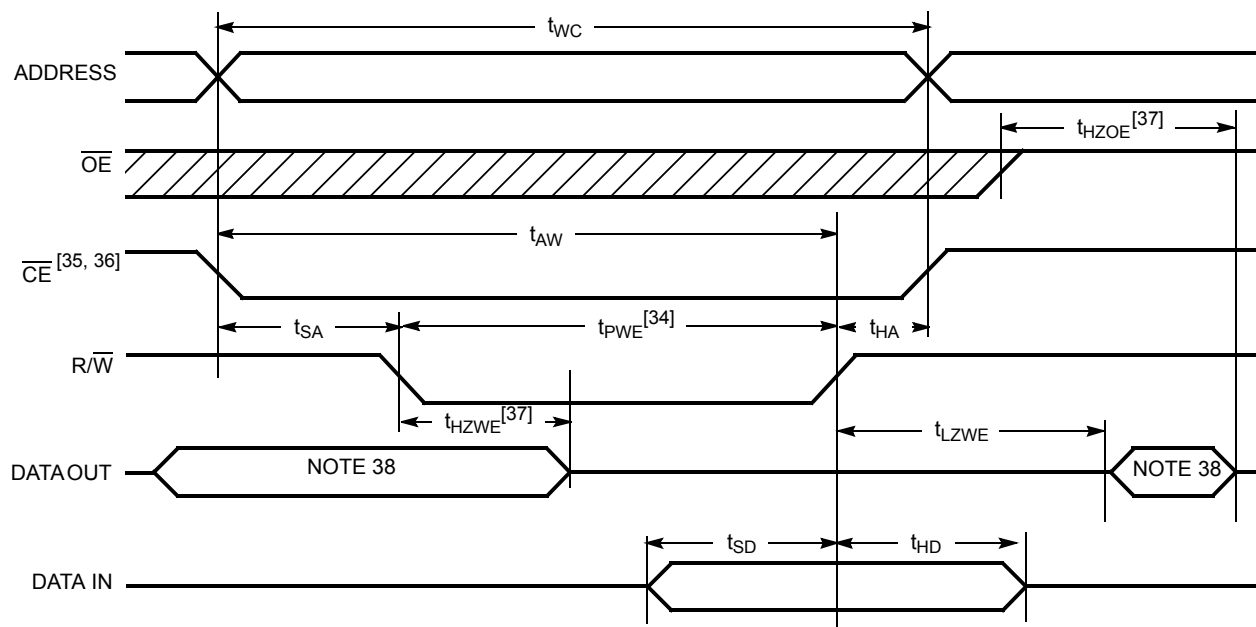 tWC
ADDRESS
tHZOE[37]
OE
tAW
CE [35, 36]
tSA
tPWE[34]
tHA
R/W
tHZWE[37]
tLZWE
DATA OUT
NOTE 38
NOTE 38
tSD
tHD
DATA IN